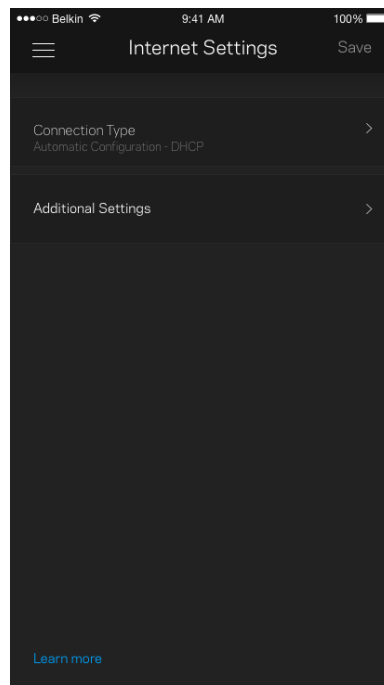 Belkin 9:41 AM 100%
Internet Settings Save
Connection Type
Automatic Configuration - DHCP
Additional Settings
Learn more